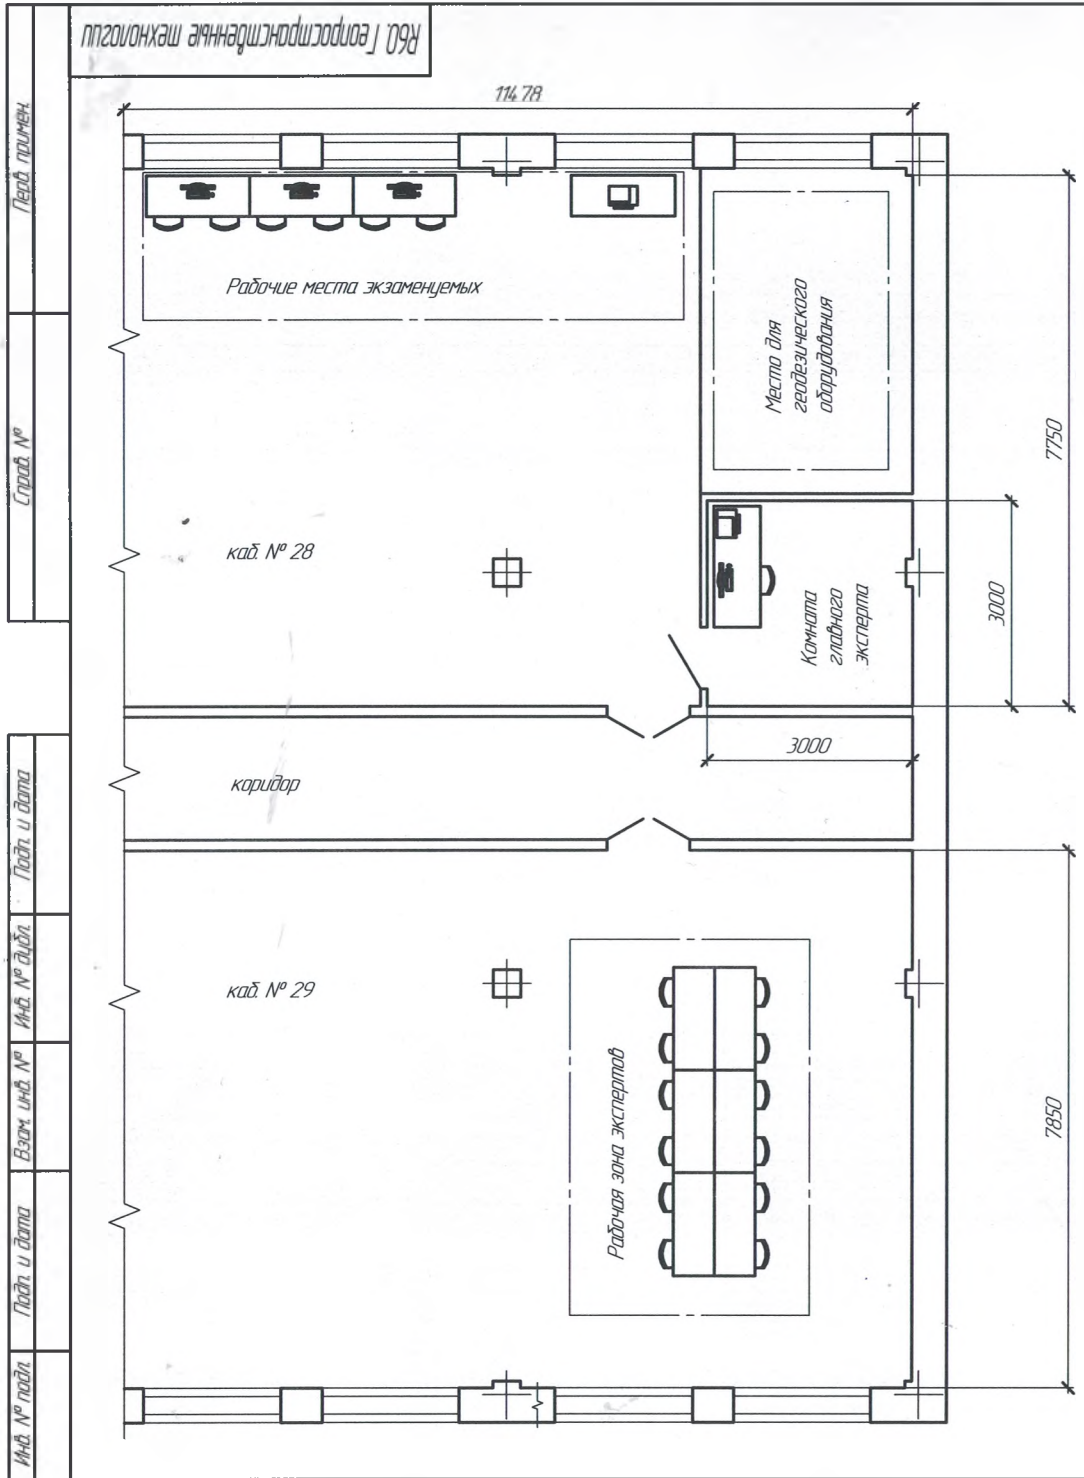 R60. Геопространственные технологии
11478
Перв. примен.
Справ. №
Подп. и дата
Инв. № дубл.
Взам. инв. №
Подп. и дата
Инв. № подл.
Рабочие места экзаменуемых
Место для
геодезического
оборудования
7750
каб. № 28
Комната
главного
эксперта
3000
3000
коридор
каб. № 29
Рабочая зона экспертов
7850